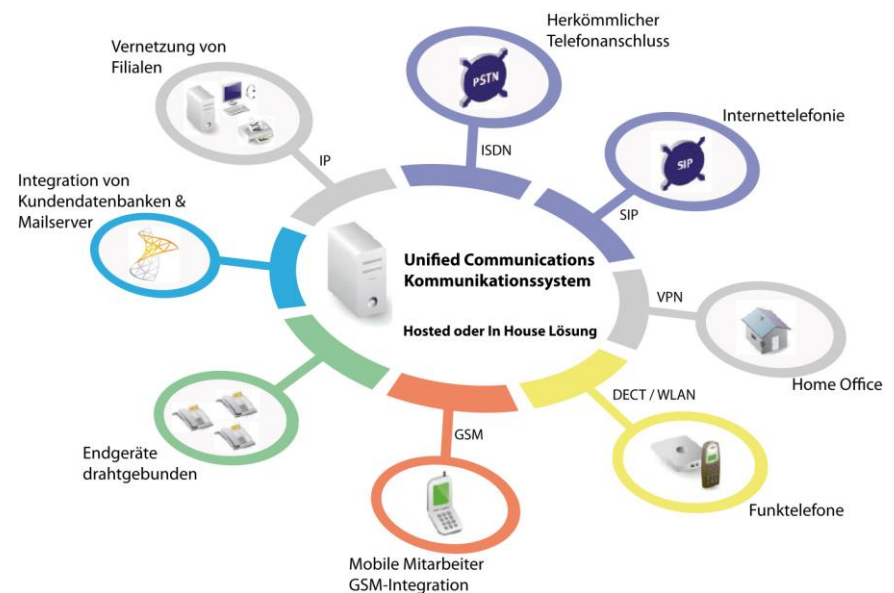 Herkömmlicher
Telefonanschluss
PSTN
ISDN
Vernetzung von
Filialen
IP
Internettelefonie
SIP
SIP
Integration von
Kundendatenbanken &
Mailserver
Unified Communications
Kommunikationssystem
Hosted oder In House Lösung
VPN
Home Office
DECT / WLAN
Funktelefone
GSM
Mobile Mitarbeiter
GSM-Integration
Endgeräte
drahtgebunden